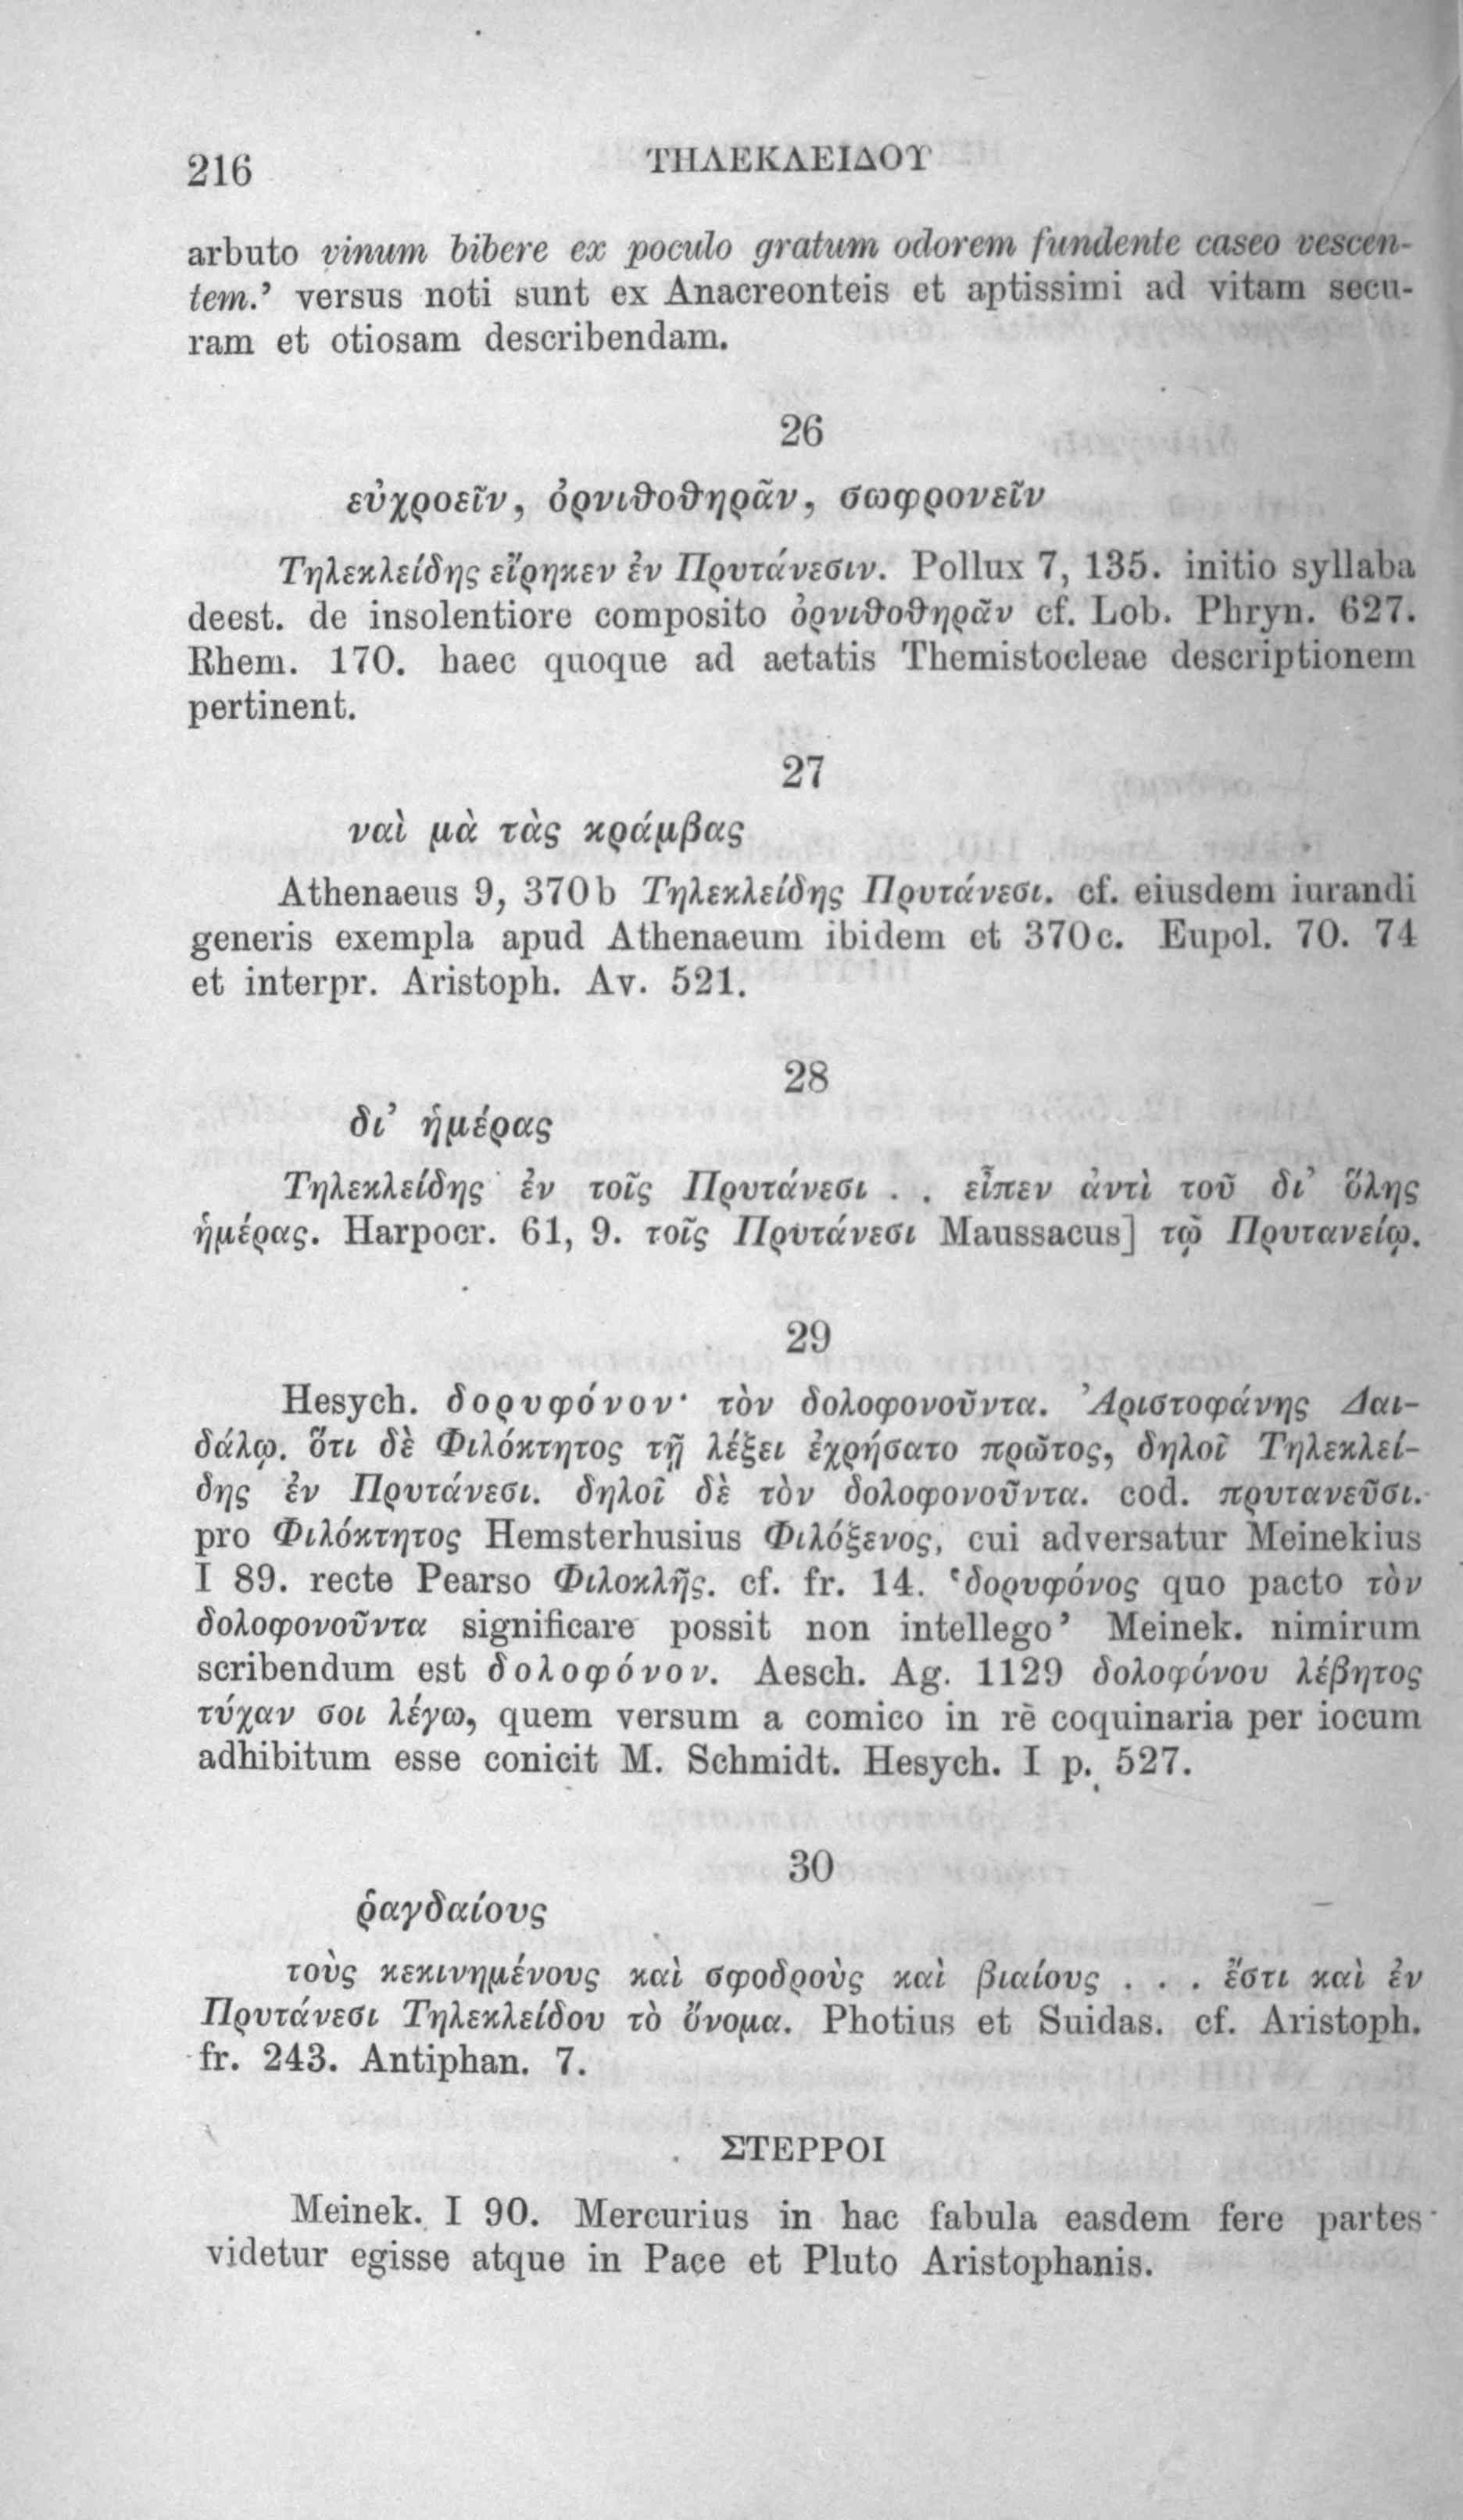 216
ΤΗΛΕΚΛΕΙΔΟΥ
arbuto vinum bibere ex poculo gratum odorem fundente caseo vescen-
tem.’ versus noti sunt ex Anacreonteis et aptissimi ad vitam secu-
ram et otiosam describendam.
26
εὐχροεῖν, ὀρνιθοθηρᾶν, σωφρονεῖν
Τηλεκλείδης εἴρηκεν ἐν Πρυτάνεσιν. Pollux 7, 135. initio syllaba
deest. de insolentiore composito ὀρνιθοθηρᾶν cf. Lob. Phryn. 627.
Rhem. 170. haec quoque ad aetatis Themistocleae descriptionem
pertinent.
27
ναὶ μὰ τὰς κράμβας
Athenaeus 9, 370b Τηλεκλείδης Πρυτάνεσι. cf. eiusdem iurandi
generis exempla apud Athenaeum ibidem et 370c. Eupol. 70. 74
et interpr. Aristoph. Av. 521.
28
δι’ ἡμέρας
Τηλεκλείδης ἐν τοῖς Πρυτάνεσι . . εἶπεν ἀντὶ τοῦ δι’ ὅλης
ἡμέρας. Harpocr. 61, 9. τοῖς Πρυτάνεσι Maussacus] τῷ Πρυτανείῳ.
29
Hesych. δορυφόνον· τὸν δολοφονοῦντα. Ἀριστοφάνης Δαι-
δάλῳ. ὅτι δὲ Φιλόκτητος τῇ λέξει ἐχρήσατο πρῶτος, δηλοῖ Τηλεκλεί-
δης ἐν Πρυτάνεσι. δηλοῖ δὲ τὸν δολοφονοῦντα. cod. πρυτανεῦσι.
pro Φιλόκτητος Hemsterhusius Φιλόξενος, cui adversatur Meinekius
I 89. recte Pearso Φιλοκλῆς. cf. fr. 14. ‘δορυφόνος quo pacto τὸν
δολοφονοῦντα significare possit non intellego’ Meinek. nimirum
scribendum est δολοφόνον. Aesch. Ag. 1129 δολοφόνου λέβητος
τύχαν σοι λέγω, quem versum a comico in re coquinaria per iocum
adhibitum esse conicit M. Schmidt. Hesych. I p. 527.
30
ῥαγδαίους
τοὺς κεκινημένους καὶ σφοδροὺς καὶ βιαίους . . . ἔστι καὶ ἐν
Πρυτάνεσι Τηλεκλείδου τὸ ὄνομα. Photius et Suidas. cf. Aristoph.
fr. 243. Antiphan. 7.
ΣΤΕΡΡΟΙ
Meinek. I 90. Mercurius in hac fabula easdem fere partes
videtur egisse atque in Pace et Pluto Aristophanis.